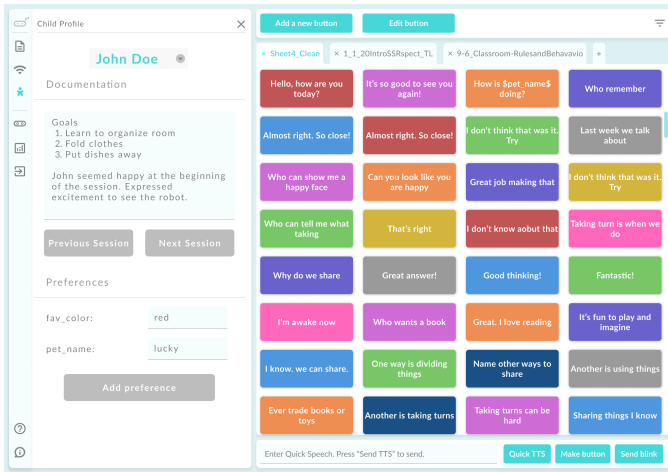 Child Profile
John Doe
Documentation
Goals
1. Learn to organize room
2. Fold clothes
3. Put dishes away
John seemed happy at the beginning
of the session. Expressed
excitement to see the robot.
Previous Session
Next Session
Preferences
fav_color:
red
pet_name:
lucky
Add preference
Add a new button
Edit button
× Sheet4_Clean
× 1_1_20IntroSSRspect_TL
× 9-6_Classroom-RulesandBehavavio
+
Hello, how are you
today?
It's so good to see you
again!
How is $pet_name$
doing?
Who remember
Almost right. So close!
Almost right. So close!
I don't think that was it.
Try
Last week we talk
about
Who can show me a
happy face
Can you look like you
are happy
Great job making that
I don't think that was it.
Try
Who can tell me what
taking
That's right
I don't know aobut that
Taking turn is when we
do
Why do we share
Great answer!
Good thinking!
Fantastic!
I'm awake now
Who wants a book
Great. I love reading
It's fun to play and
imagine
I know. we can share.
One way is dividing
things
Name other ways to
share
Another is using things
Ever trade books or
toys
Another is taking turns
Taking turns can be
hard
Sharing things I know
Enter Quick Speech. Press "Send TTS" to send.
Quick TTS
Make button
Send blink